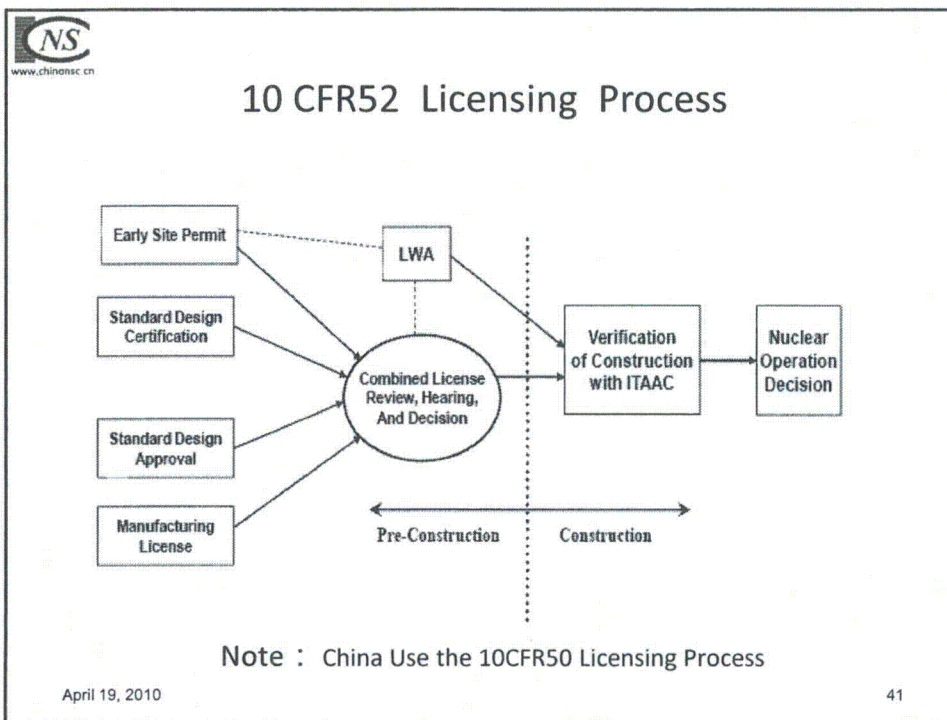 NS
www.chinansc.cn
10 CFR52 Licensing Process
Early Site Permit
LWA
Standard Design
Certification
Combined License
Review, Hearing,
And Decision
Verification
of Construction
with ITAAC
Nuclear
Operation
Decision
Standard Design
Approval
Manufacturing
License
Pre-Construction
Construction
Note： China Use the 10CFR50 Licensing Process
April 19, 2010
41